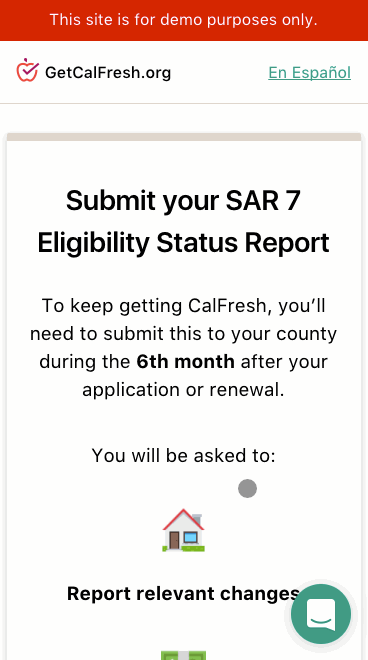 This site is for demo purposes only.
GetCalFresh.org
En Español
Submit your SAR 7
Eligibility Status Report
To keep getting CalFresh, you’ll
need to submit this to your county
during the 6th month after your
application or renewal.
You will be asked to:
Report relevant changes